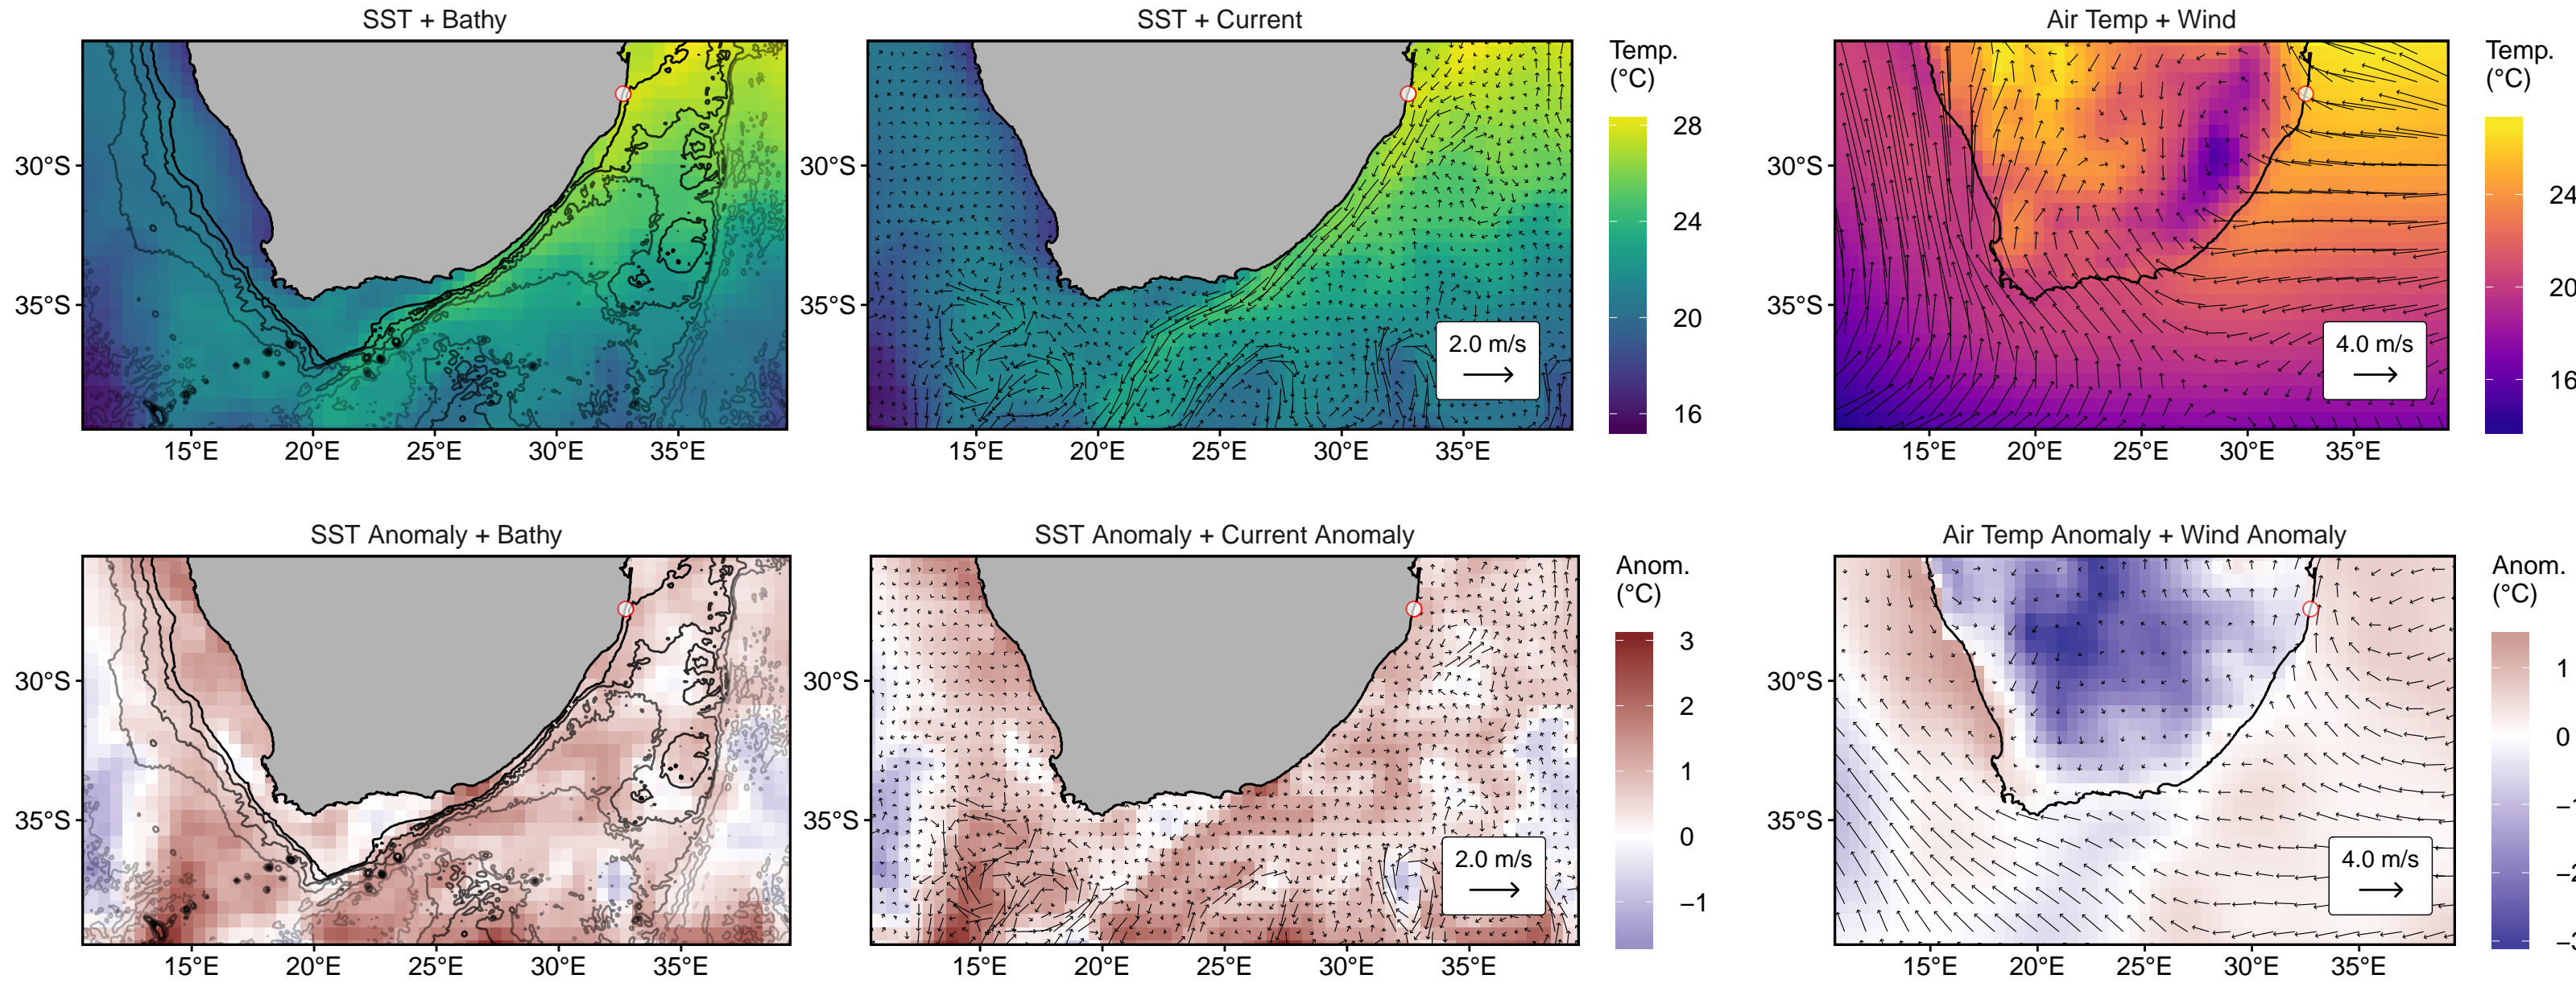 SST + Bathy
SST + Current
Air Temp + Wind
30°S
35°S
15°E 20°E 25°E 30°E 35°E
30°S
35°S
2.0 m/s
15°E 20°E 25°E 30°E 35°E
Temp.
(°C)
28
24
20
16
30°S
35°S
4.0 m/s
15°E 20°E 25°E 30°E 35°E
Temp.
(°C)
24
20
16
SST Anomaly + Bathy
SST Anomaly + Current Anomaly
Air Temp Anomaly + Wind Anomaly
30°S
35°S
15°E 20°E 25°E 30°E 35°E
30°S
35°S
2.0 m/s
15°E 20°E 25°E 30°E 35°E
Anom.
(°C)
3
2
1
0
−1
30°S
35°S
4.0 m/s
15°E 20°E 25°E 30°E 35°E
Anom.
(°C)
1
0
−1
−2
−3